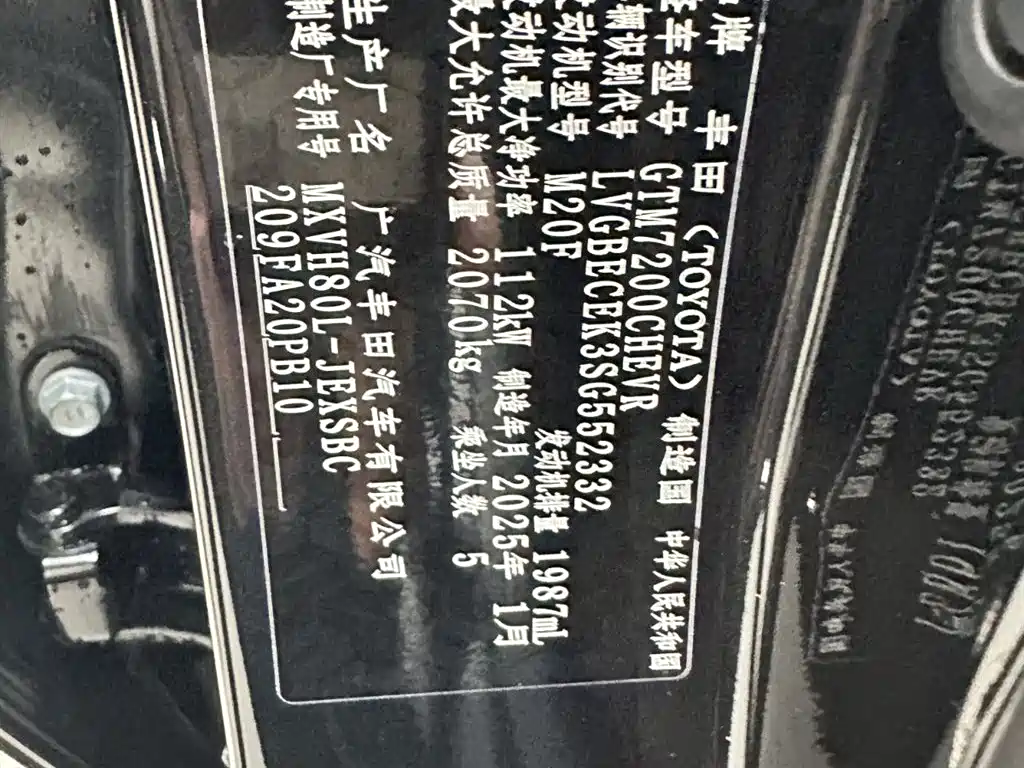 牌 丰田（TOYOTA） 制造国 中华人民共和国
车型号 GTM7200CHEVR
辆识别代号 LVGBECEK3SG552332
发动机型号 M20F 发动机排量 1987mL
发动机最大净功率 112kW 制造年月 2025年 1月
最大允许总质量 2070kg 乘坐人数 5
生产厂名 广汽丰田汽车有限公司
制造厂专用号 MXVH80L-JEXSBC
209FA20PB10